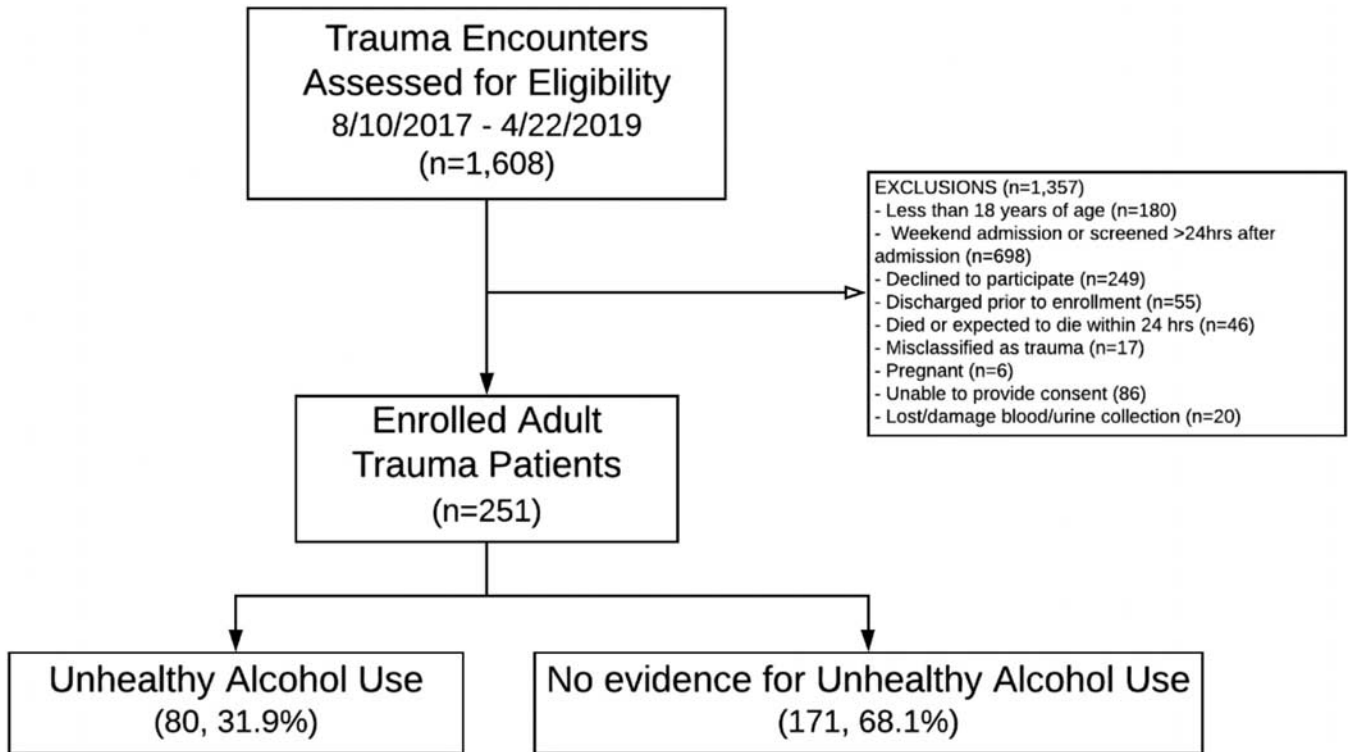 Trauma Encounters
Assessed for Eligibility
8/10/2017 - 4/22/2019
(n=1,608)
EXCLUSIONS (n=1,357)
- Less than 18 years of age (n=180)
- Weekend admission or screened >24hrs after
admission (n=698)
- Declined to participate (n=249)
- Discharged prior to enrollment (n=55)
- Died or expected to die within 24 hrs (n=46)
- Misclassified as trauma (n=17)
- Pregnant (n=6)
- Unable to provide consent (86)
- Lost/damage blood/urine collection (n=20)
Enrolled Adult
Trauma Patients
(n=251)
Unhealthy Alcohol Use
(80, 31.9%)
No evidence for Unhealthy Alcohol Use
(171, 68.1%)